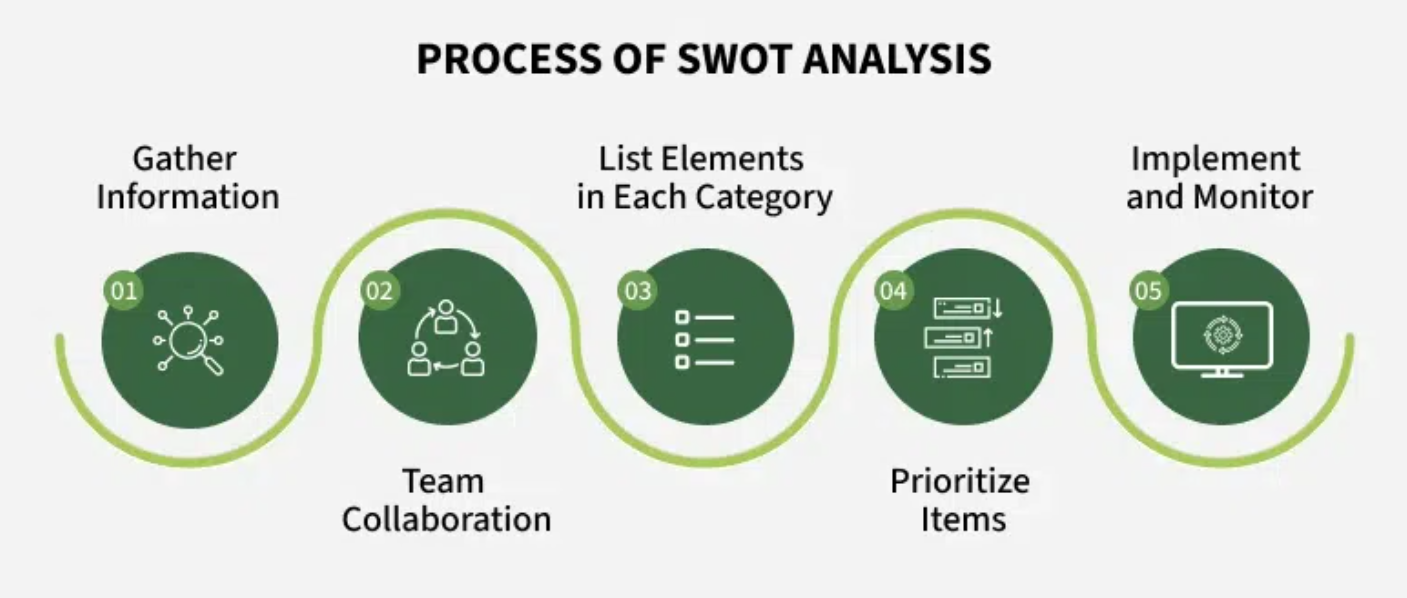 PROCESS OF SWOT ANALYSIS
Gather
Information
01
02
Team
Collaboration
List Elements
in Each Category
03
04
Prioritize
Items
Implement
and Monitor
05